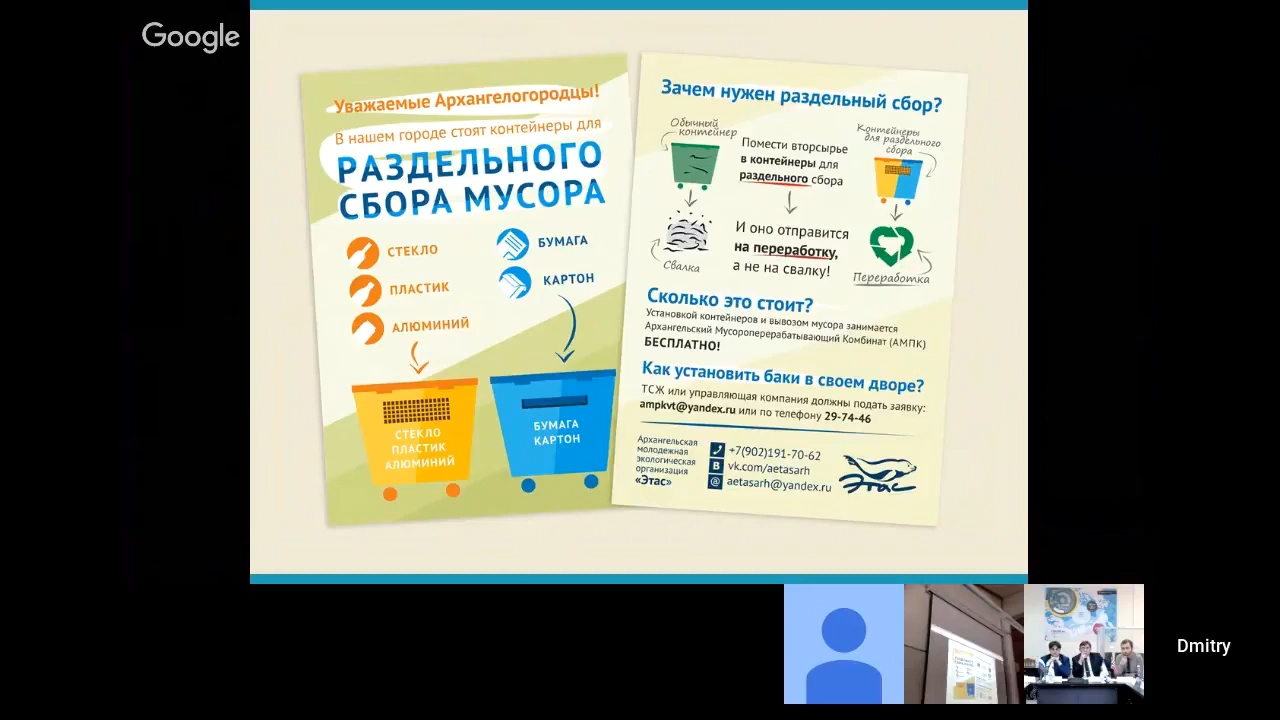 Google
Уважаемые Архангелогородцы!
В нашем городе стоят контейнеры для
РАЗДЕЛЬНОГО
СБОРА МУСОРА
СТЕКЛО
ПЛАСТИК
АЛЮМИНИЙ
БУМАГА
КАРТОН
СТЕКЛО
ПЛАСТИК
АЛЮМИНИЙ
БУМАГА
КАРТОН
Зачем нужен раздельный сбор?
Обычный
контейнер
Помести вторсырье
в контейнеры для
раздельного сбора
Контейнеры
для раздельного
сбора
Свалка
И оно отправится
на переработку,
а не на свалку!
Переработка
Сколько это стоит?
Установкой контейнеров и вывозом мусора занимается
Архангельский Мусороперерабатывающий Комбинат (АМПК)
БЕСПЛАТНО!
Как установить баки в своем дворе?
ТСЖ или управляющая компания должны подать заявку:
ampkvt@yandex.ru или по телефону 29-74-46
Архангельская
молодежная
экологическая
организация
«Этас»
+7(902)191-70-62
В vk.com/aetasarh
@ aetasarh@yandex.ru
Этас
Dmitry